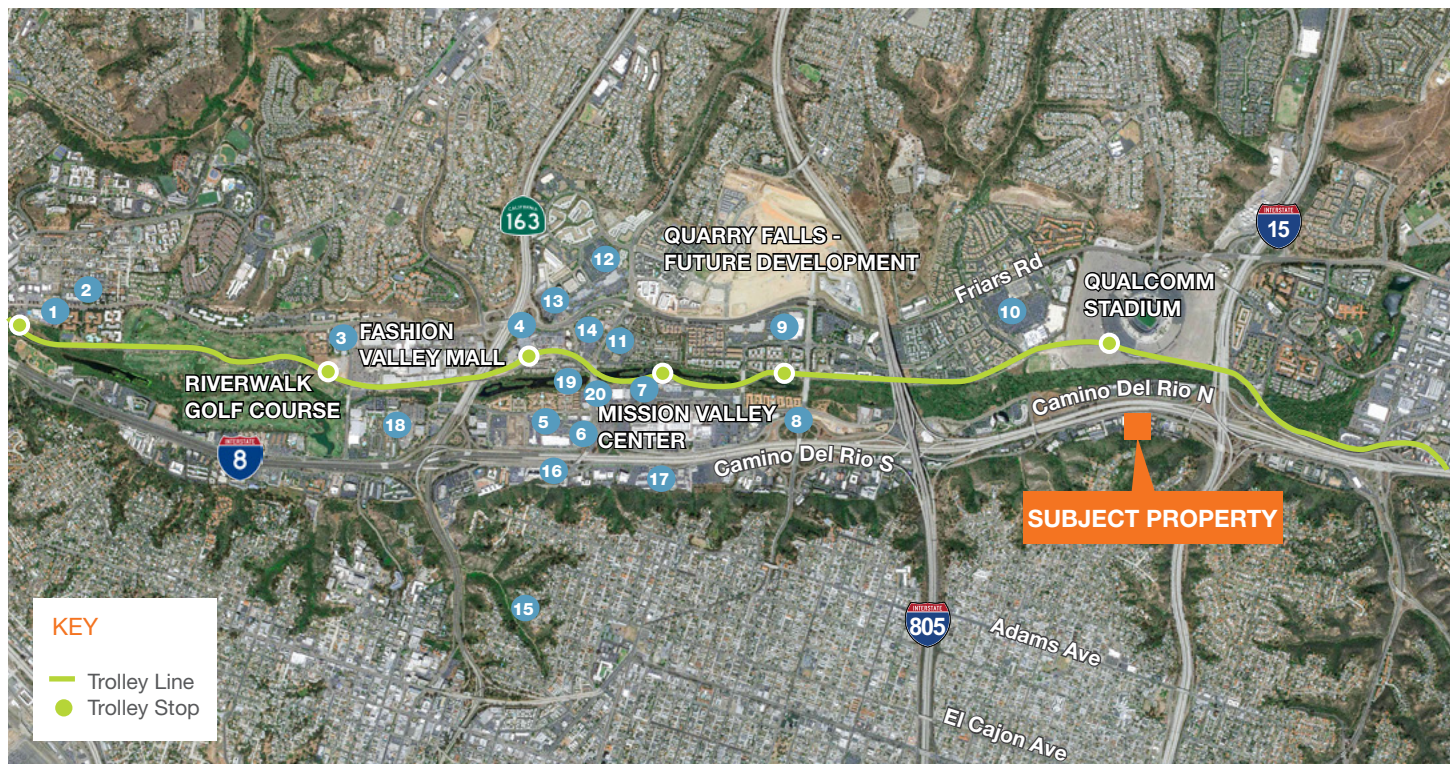 CALIFORNIA
163
INTERSTATE
15
QUARRY FALLS -
FUTURE DEVELOPMENT
12
Friars Rd
QUALCOMM
STADIUM
2
1
13
10
3
FASHION
VALLEY MALL
4
14
11
9
RIVERWALK
GOLF COURSE
19
20
7
MISSION VALLEY
CENTER
Camino Del Rio N
18
5
6
8
INTERSTATE
8
16
17
Camino Del Rio S
SUBJECT PROPERTY
15
INTERSTATE
805
Adams Ave
El Cajon Ave
KEY
Trolley Line
Trolley Stop